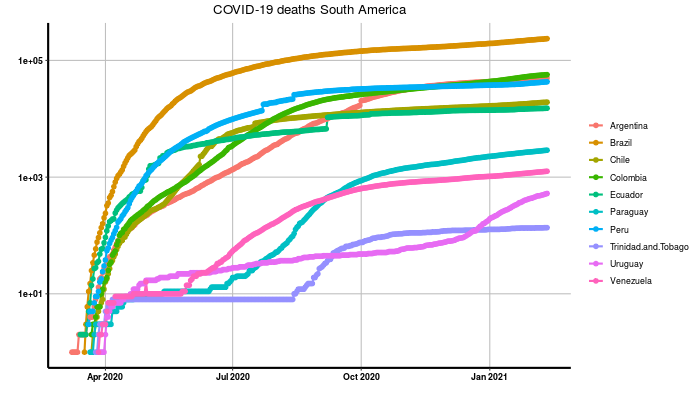 COVID-19 deaths South America
1e+05
1e+03
1e+01
Apr 2020
Jul 2020
Oct 2020
Jan 2021
Argentina
Brazil
Chile
Colombia
Ecuador
Paraguay
Peru
Trinidad.and.Tobago
Uruguay
Venezuela